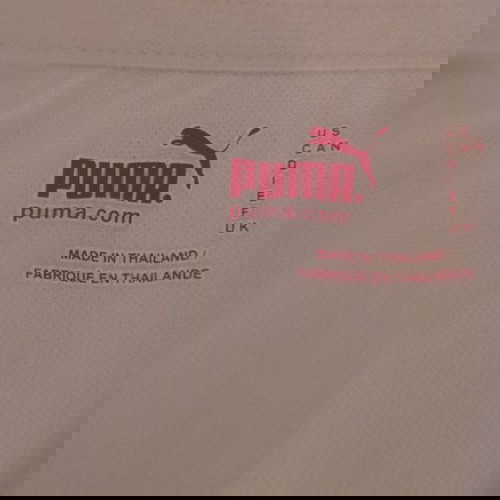 PUMA.
puma.com
MADE IN THAILAND /
FABRIQUE EN THAILANDE
US
CAN
D
I
E
F
UK
PUMA.